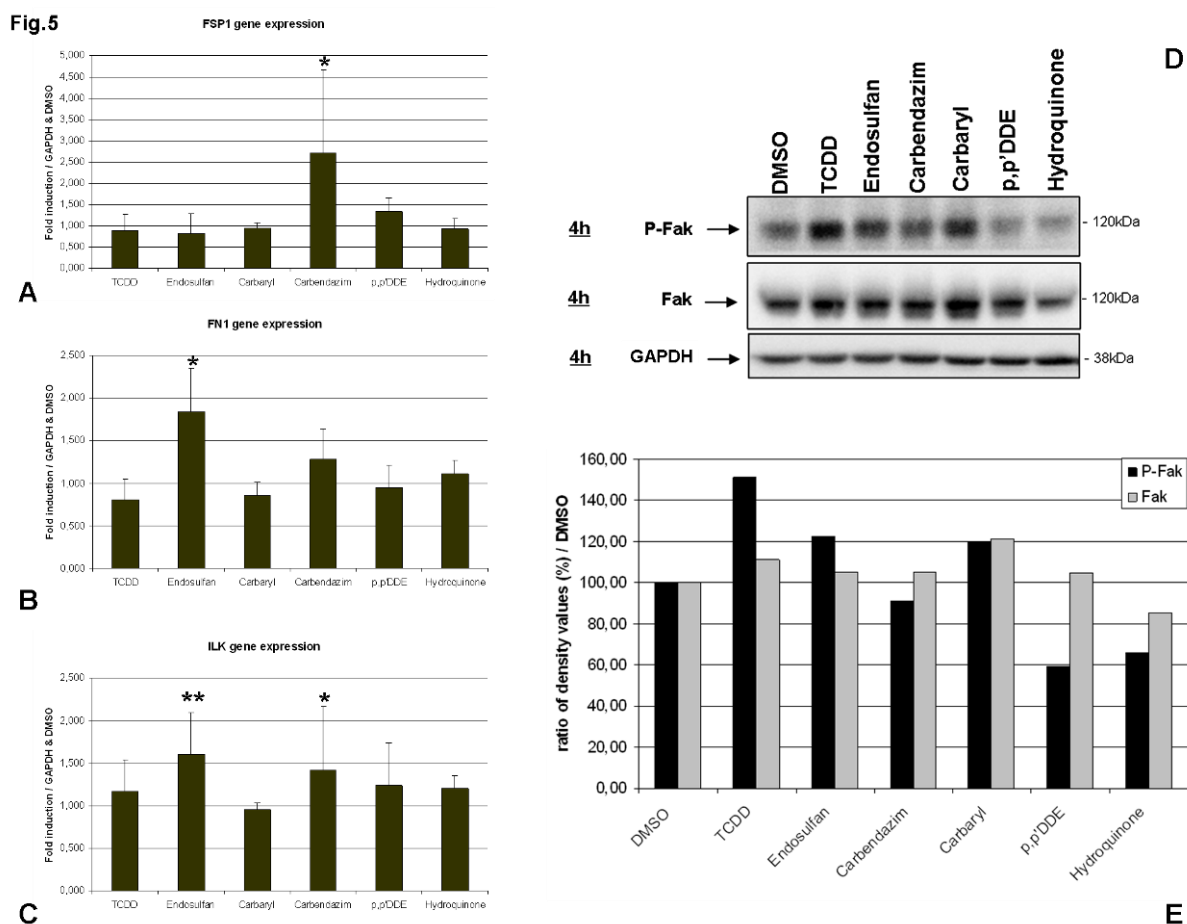 Fig.5
FSP1 gene expression
Fold induction / GAPDH & DMSO
5,000
4,500
4,000
3,500
3,000
2,500
2,000
1,500
1,000
0,500
0,000
*
TCDD Endosulfan Carbaryl Carbendazim p,p'DDE Hydroquinone
A
FN1 gene expression
Fold induction / GAPDH & DMSO
2,500
2,000
1,500
1,000
0,500
0,000
*
TCDD Endosulfan Carbaryl Carbendazim p,p'DDE Hydroquinone
B
ILK gene expression
Fold induction / GAPDH & DMSO
2,500
2,000
1,500
1,000
0,500
0,000
** *
TCDD Endosulfan Carbaryl Carbendazim p,p'DDE Hydroquinone
C
D
DMSO TCDD Endosulfan Carbendazim Carbaryl p,p'DDE Hydroquinone
4h P-Fak - 120kDa
4h Fak - 120kDa
4h GAPDH - 38kDa
ratio of density values (%) / DMSO
160,00
140,00
120,00
100,00
80,00
60,00
40,00
20,00
0,00
P-Fak
Fak
DMSO TCDD Endosulfan Carbendazim Carbaryl p,p'DDE Hydroquinone
E